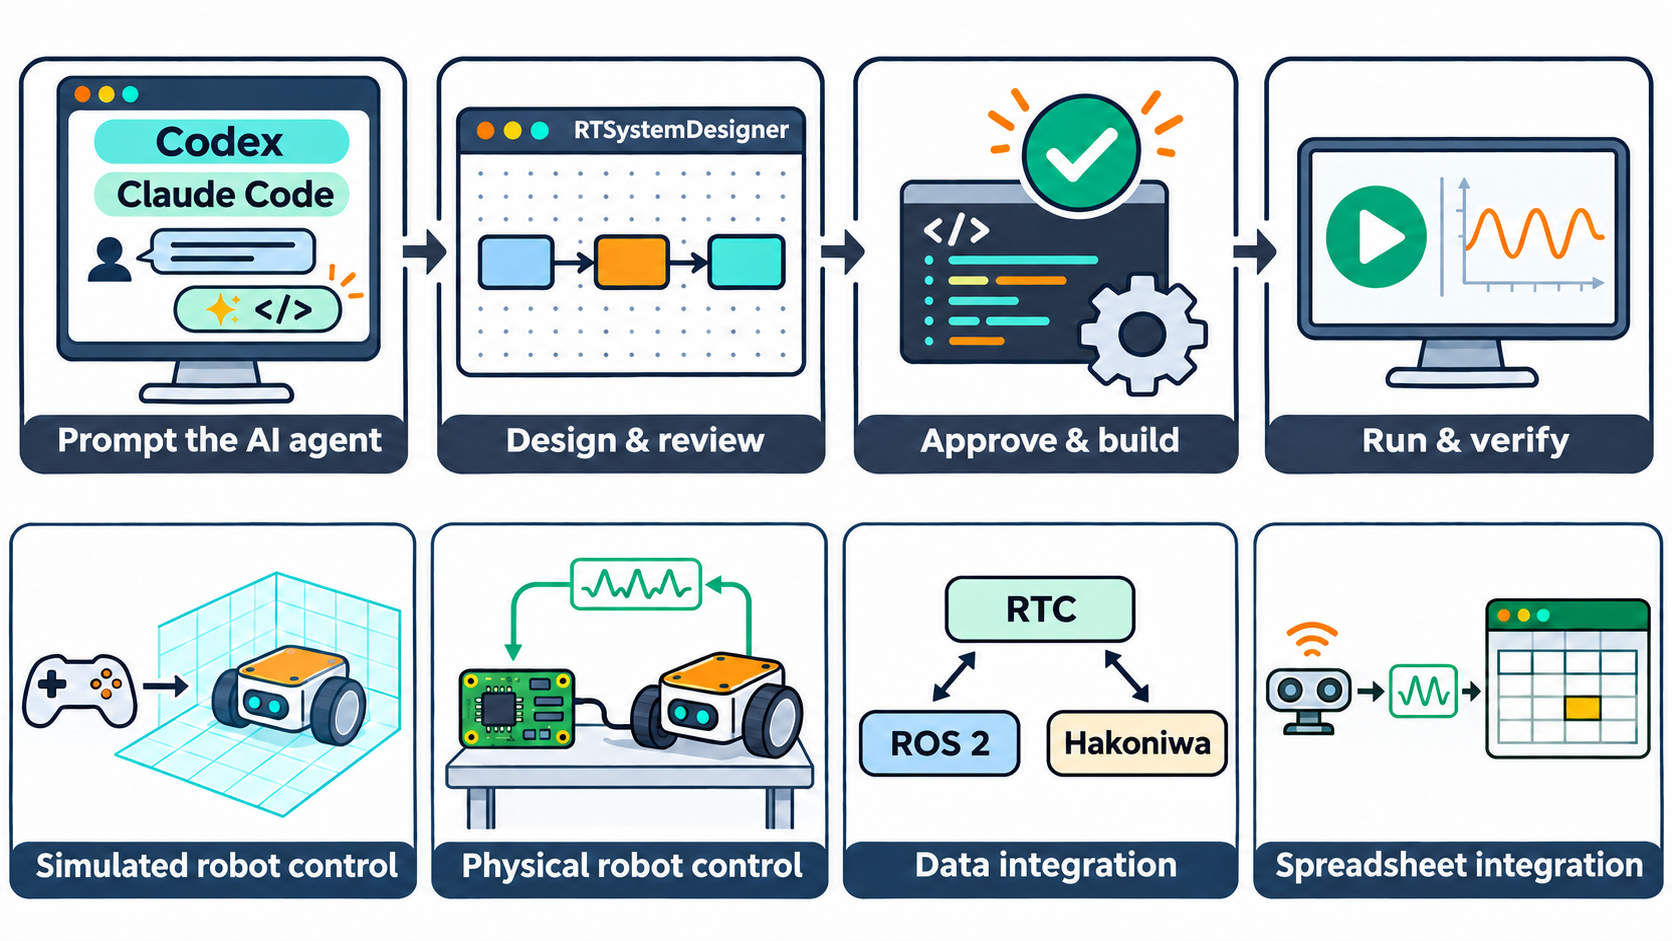 Codex
Claude Code
</>
Prompt the AI agent
RTSystemDesigner
Design & review
</>
Approve & build
Run & verify
Simulated robot control
Physical robot control
RTC
ROS 2
Hakoniwa
Data integration
Spreadsheet integration